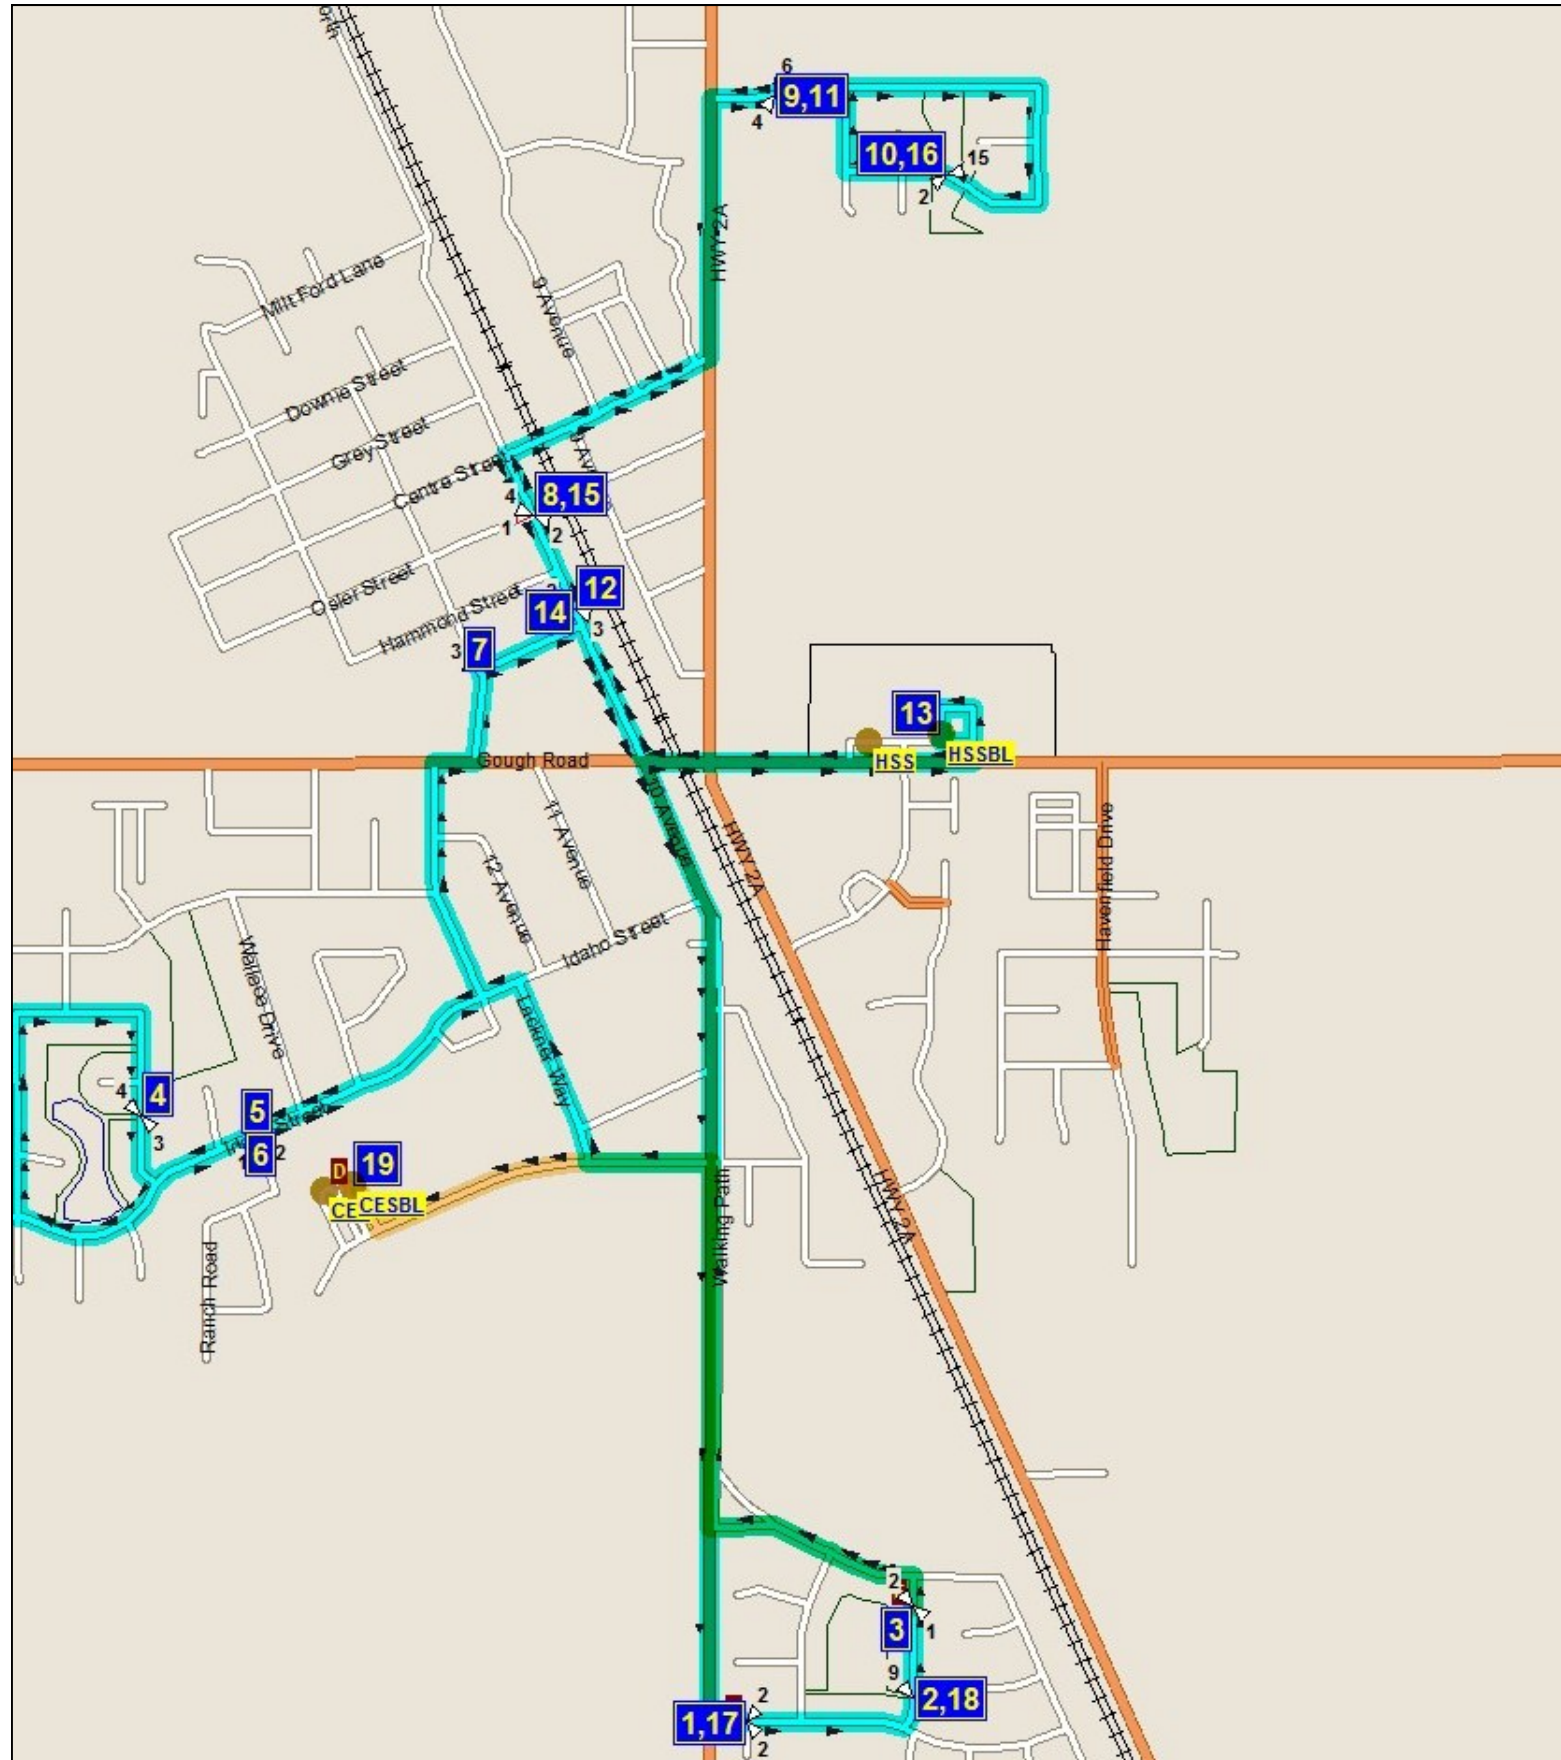 6
9,11
4
10,16
15
2
HWY 2A
9 Avenue
Milt Ford Lane
Downie Street
Grey Street
Centre Street
4
8,15
1
2
12
14
3
Osler Street
Hammond Street
7
3
13
HSS
HSSBL
Gough Road
10 Avenue
11 Avenue
12 Avenue
HWY 2A
Havenfield Drive
Idaho Street
Wallace Drive
Lackner Way
4
4
3
5
6
2
D
19
CE
CESBL
Walking Path
HWY 2A
Ranch Road
2
3
1
9
2,18
2
1,17
2